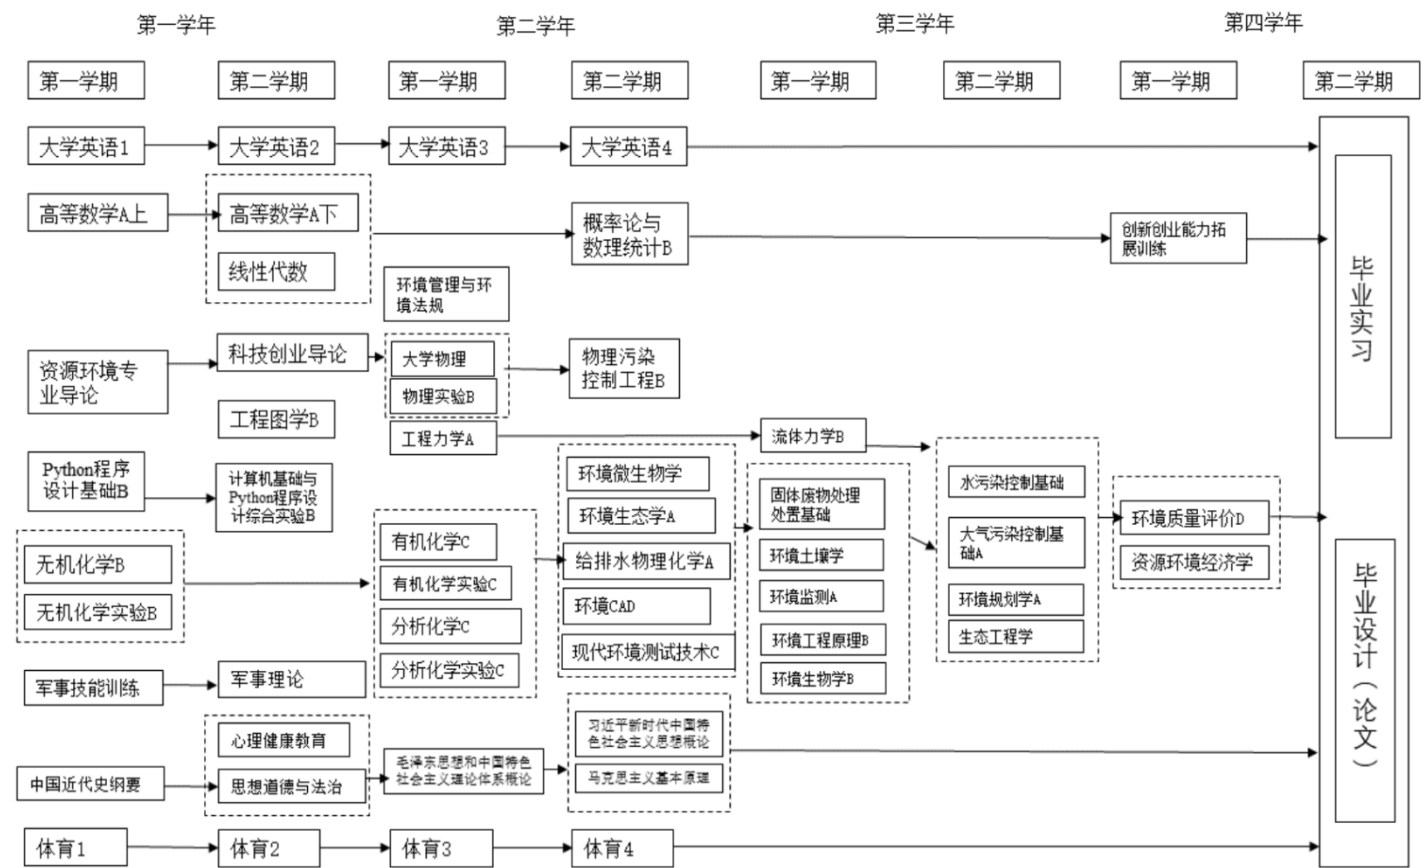 第一学年
第二学年
第三学年
第四学年
第一学期
第二学期
第一学期
第二学期
第一学期
第二学期
第一学期
第二学期
大学英语1
大学英语2
大学英语3
大学英语4
高等数学A上
高等数学A下
线性代数
概率论与
数理统计B
创新创业能力拓
展训练
环境管理与环
境法规
资源环境专
业导论
科技创业导论
大学物理
物理实验B
物理污染
控制工程B
工程图学B
工程力学A
流体力学B
Python程序
设计基础B
计算机基础与
Python程序设
计综合实验B
无机化学B
无机化学实验B
有机化学C
有机化学实验C
分析化学C
分析化学实验C
环境微生物学
环境生态学A
给排水物理化学A
环境CAD
现代环境测试技术C
固体废物处理
处置基础
环境土壤学
环境监测A
环境工程原理B
环境生物学B
水污染控制基础
大气污染控制基
础A
环境规划学A
生态工程学
环境质量评价D
资源环境经济学
军事技能训练
军事理论
中国近代史纲要
心理健康教育
思想道德与法治
毛泽东思想和中国特色
社会主义理论体系概论
习近平新时代中国特
色社会主义思想概论
马克思主义基本原理
体育1
体育2
体育3
体育4
毕业实习
毕业设计（论文）